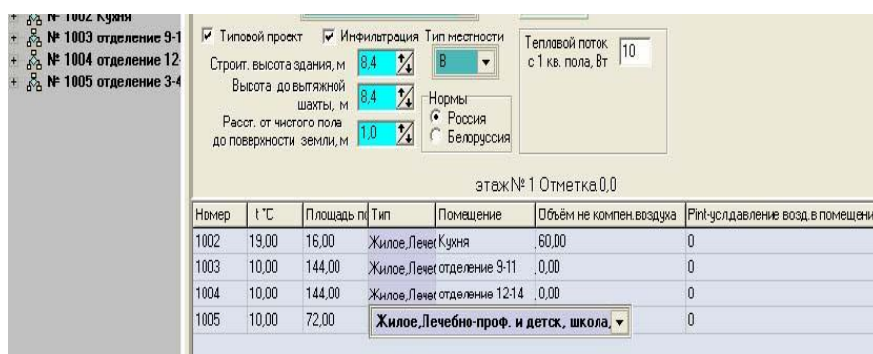 + № 1002 Кухня
+ № 1003 отделение 9-1
+ № 1004 отделение 12-
+ № 1005 отделение 3-4
Типовой проект Инфильтрация Тип местности
Строит. высота здания, м 8,4 B
Высота до вытяжной шахты, м 8,4
Расст. от чистого пола до поверхности земли, м 1,0
Нормы
Россия
Белоруссия
Тепловой поток с 1 кв. пола, Вт 10
этаж № 1 Отметка 0,0
Номер t °C Площадь по Тип Помещение Объём не компен.воздуха Pint-усл.давление возд.в помещени
1002 19,00 16,00 Жилое,Лечеб Кухня 60,00 0
1003 10,00 144,00 Жилое,Лечеб отделение 9-11 0,00 0
1004 10,00 144,00 Жилое,Лечеб отделение 12-14 0,00 0
1005 10,00 72,00 Жилое,Лечебно-проф. и детск, школа, 0